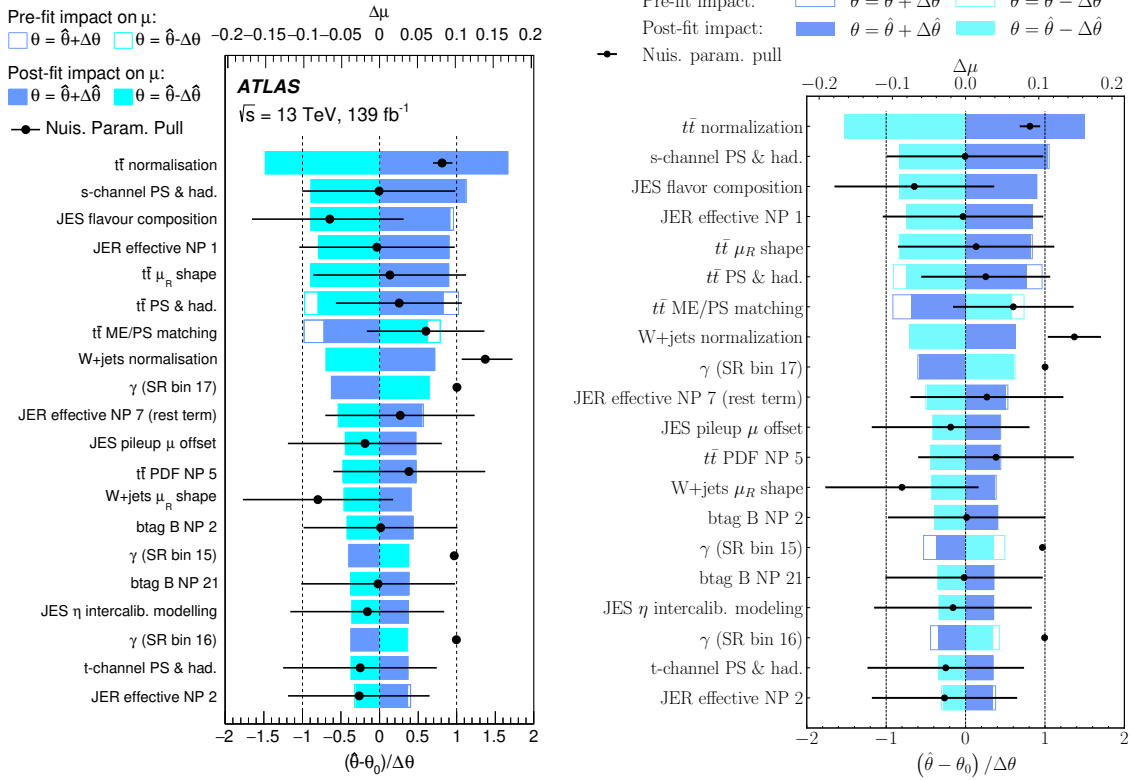 Δμ
Pre-fit impact on μ:
θ = θ̂+Δθ θ = θ̂-Δθ
Post-fit impact on μ:
θ = θ̂+Δθ̂ θ = θ̂-Δθ̂
Nuis. Param. Pull
−0.2 −0.15 −0.1 −0.05 0 0.05 0.1 0.15 0.2
ATLAS
√s = 13 TeV, 139 fb⁻¹
tt̄ normalisation
s-channel PS & had.
JES flavour composition
JER effective NP 1
tt̄ μ_R shape
tt̄ PS & had.
tt̄ ME/PS matching
W+jets normalisation
γ (SR bin 17)
JER effective NP 7 (rest term)
JES pileup μ offset
tt̄ PDF NP 5
W+jets μ_R shape
btag B NP 2
γ (SR bin 15)
btag B NP 21
JES η intercalib. modelling
γ (SR bin 16)
t-channel PS & had.
JER effective NP 2
−2 −1.5 −1 −0.5 0 0.5 1 1.5 2
(θ̂-θ₀)/Δθ
Pre-fit impact: θ = θ̂ + Δθ θ = θ̂ − Δθ
Post-fit impact: θ = θ̂ + Δθ̂ θ = θ̂ − Δθ̂
Nuis. param. pull
Δμ
−0.2 −0.1 0.0 0.1 0.2
tt̄ normalization
s-channel PS & had.
JES flavor composition
JER effective NP 1
tt̄ μ_R shape
tt̄ PS & had.
tt̄ ME/PS matching
W+jets normalization
γ (SR bin 17)
JER effective NP 7 (rest term)
JES pileup μ offset
tt̄ PDF NP 5
W+jets μ_R shape
btag B NP 2
γ (SR bin 15)
btag B NP 21
JES η intercalib. modeling
γ (SR bin 16)
t-channel PS & had.
JER effective NP 2
−2 −1 0 1 2
(θ̂ − θ₀) /Δθ